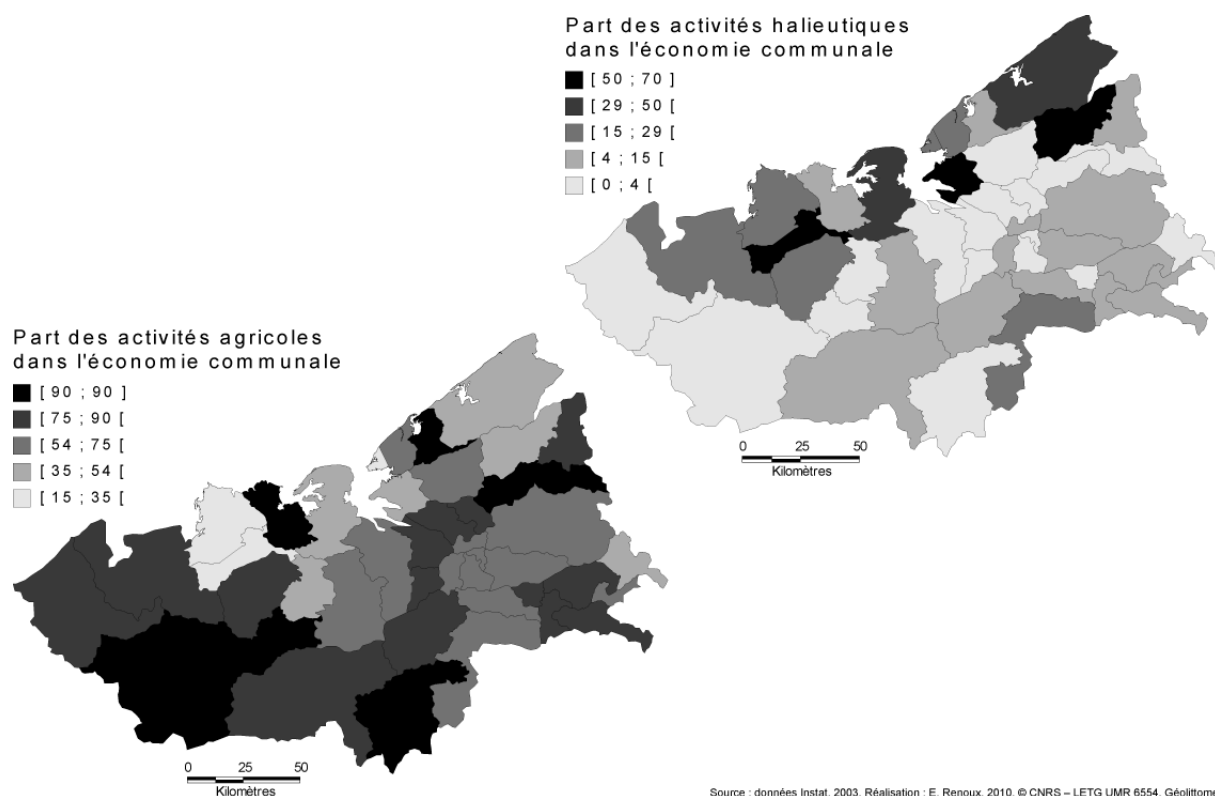 Part des activités halieutiques
dans l'économie communale
[ 50 ; 70 ]
[ 29 ; 50 [
[ 15 ; 29 [
[ 4 ; 15 [
[ 0 ; 4 [
0 25 50
Kilomètres
Part des activités agricoles
dans l'économie communale
[ 90 ; 90 ]
[ 75 ; 90 [
[ 54 ; 75 [
[ 35 ; 54 [
[ 15 ; 35 [
0 25 50
Kilomètres
Source : données Instat, 2003. Réalisation : E. Renoux, 2010. © CNRS – LETG UMR 6554, Géolittome